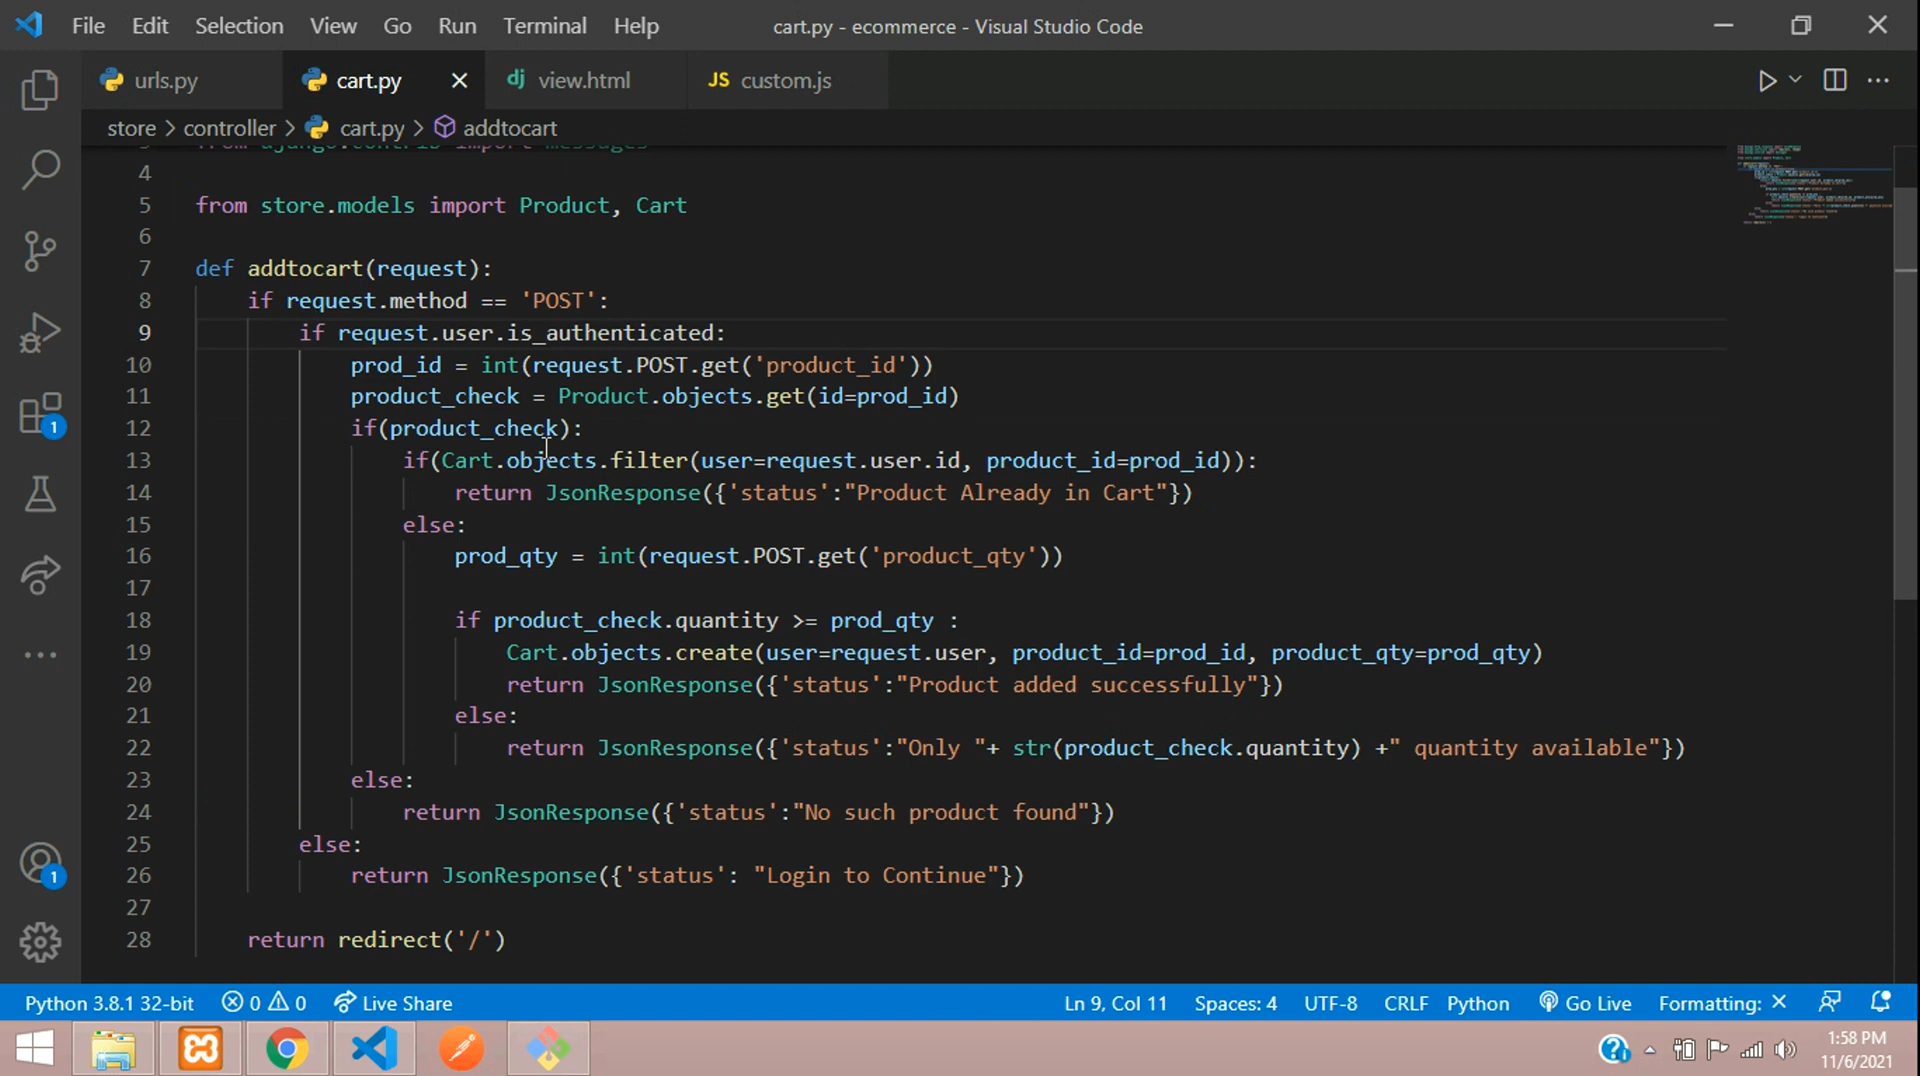 File Edit Selection View Go Run Terminal Help cart.py - ecommerce - Visual Studio Code
urls.py cart.py view.html JS custom.js
store > controller > cart.py > addtocart
from django.contrib import messages
4
5 from store.models import Product, Cart
6
7 def addtocart(request):
8 if request.method == 'POST':
9 if request.user.is_authenticated:
10 prod_id = int(request.POST.get('product_id'))
11 product_check = Product.objects.get(id=prod_id)
12 if(product_check):
13 if(Cart.objects.filter(user=request.user.id, product_id=prod_id)):
14 return JsonResponse({'status':"Product Already in Cart"})
15 else:
16 prod_qty = int(request.POST.get('product_qty'))
17
18 if product_check.quantity >= prod_qty :
19 Cart.objects.create(user=request.user, product_id=prod_id, product_qty=prod_qty)
20 return JsonResponse({'status':"Product added successfully"})
21 else:
22 return JsonResponse({'status':"Only "+ str(product_check.quantity) +" quantity available"})
23 else:
24 return JsonResponse({'status':"No such product found"})
25 else:
26 return JsonResponse({'status': "Login to Continue"})
27
28 return redirect('/')
1
1
Python 3.8.1 32-bit 0 0 Live Share Ln 9, Col 11 Spaces: 4 UTF-8 CRLF Python Go Live Formatting: ✕
1:58 PM
11/6/2021